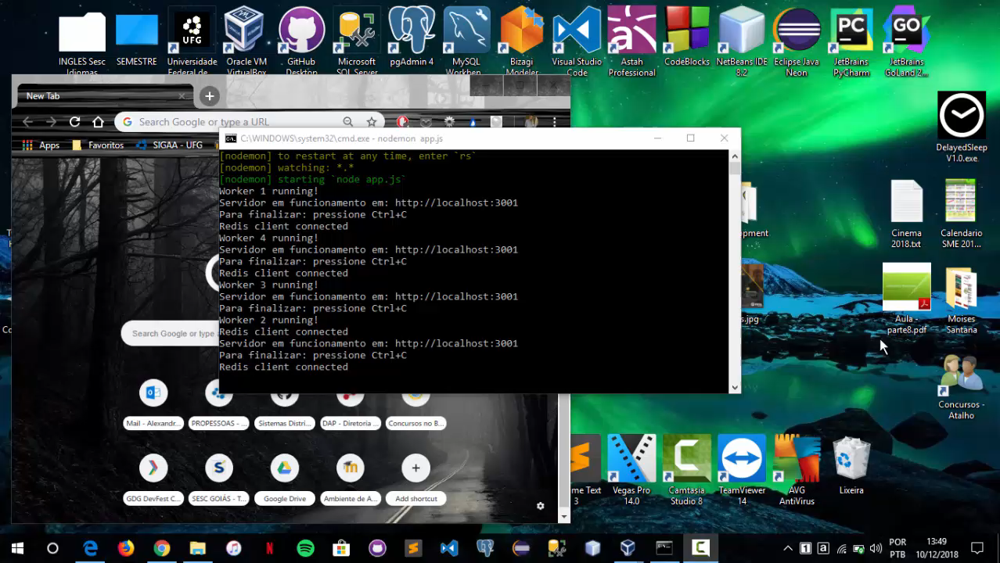 INGLES Sesc
Idiomas
SEMESTRE
UFG
Universidade
Federal de...
Oracle VM
VirtualBox
GitHub
Desktop
Microsoft
SQL Server
pgAdmin 4
MySQL
Workben...
Bizagi
Modeler
Visual Studio
Code
Astah
Professional
CodeBlocks
NetBeans IDE
8.2
Eclipse Java
Neon
PC
JetBrains
PyCharm
GO
JetBrains
GoLand 2...
New Tab
Search Google or type a URL
Apps
Favoritos
SIGAA - UFG
C:\WINDOWS\system32\cmd.exe - nodemon app.js
[nodemon] to restart at any time, enter `rs`
[nodemon] watching: *.*
[nodemon] starting `node app.js`
Worker 1 running!
Servidor em funcionamento em: http://localhost:3001
Para finalizar: pressione Ctrl+C
Redis client connected
Worker 4 running!
Servidor em funcionamento em: http://localhost:3001
Para finalizar: pressione Ctrl+C
Redis client connected
Worker 3 running!
Servidor em funcionamento em: http://localhost:3001
Para finalizar: pressione Ctrl+C
Worker 2 running!
Redis client connected
Servidor em funcionamento em: http://localhost:3001
Para finalizar: pressione Ctrl+C
Redis client connected
DelayedSleep
V1.0.exe
Cinema
2018.txt
Calendario
SME 201...
Aula -
parte8.pdf
Moises
Santana
Concursos -
Atalho
Search Google
Mail - Alexandr...
PROPESSOAS - ...
Sistemas Distri...
DAP - Diretoria ...
Concursos no B...
GDG DevFest C...
SESC GOIÁS - T...
Google Drive
Ambiente de A...
Add shortcut
3
Vegas Pro
14.0
Camtasia
Studio 8
TeamViewer
14
AVG
AntiVirus
Lixeira
POR
PTB
13:49
10/12/2018